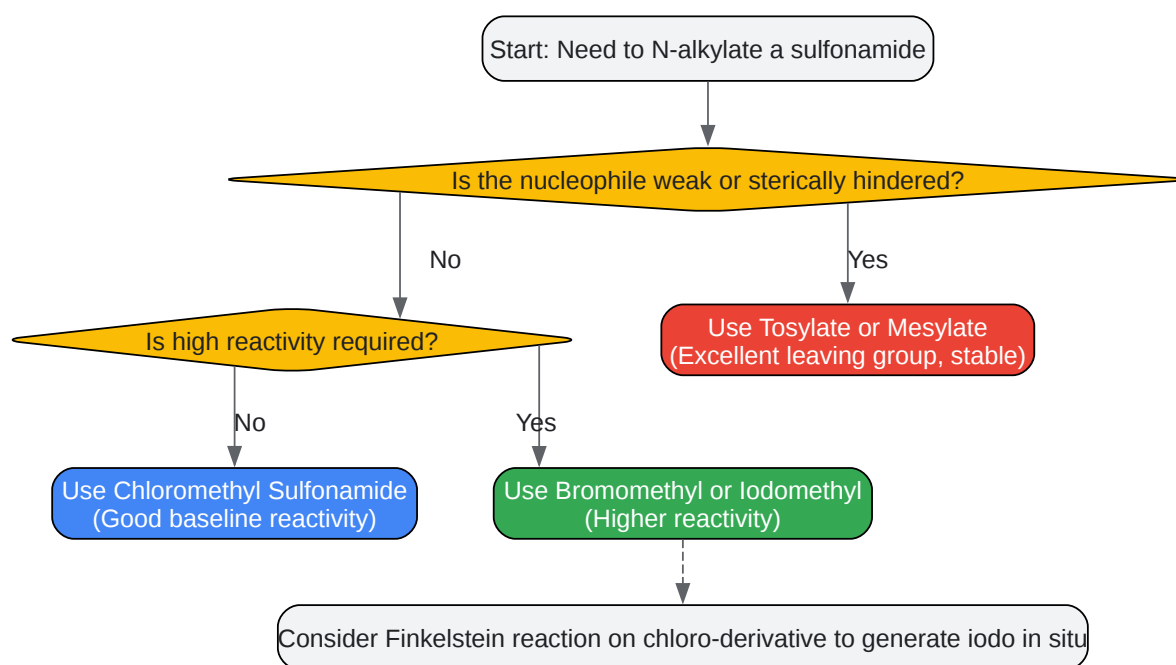 Start: Need to N-alkylate a sulfonamide
Is the nucleophile weak or sterically hindered?
No
Yes
Is high reactivity required?
Use Tosylate or Mesylate
(Excellent leaving group, stable)
No
Yes
Use Chloromethyl Sulfonamide
(Good baseline reactivity)
Use Bromomethyl or Iodomethyl
(Higher reactivity)
Consider Finkelstein reaction on chloro-derivative to generate iodo in situ